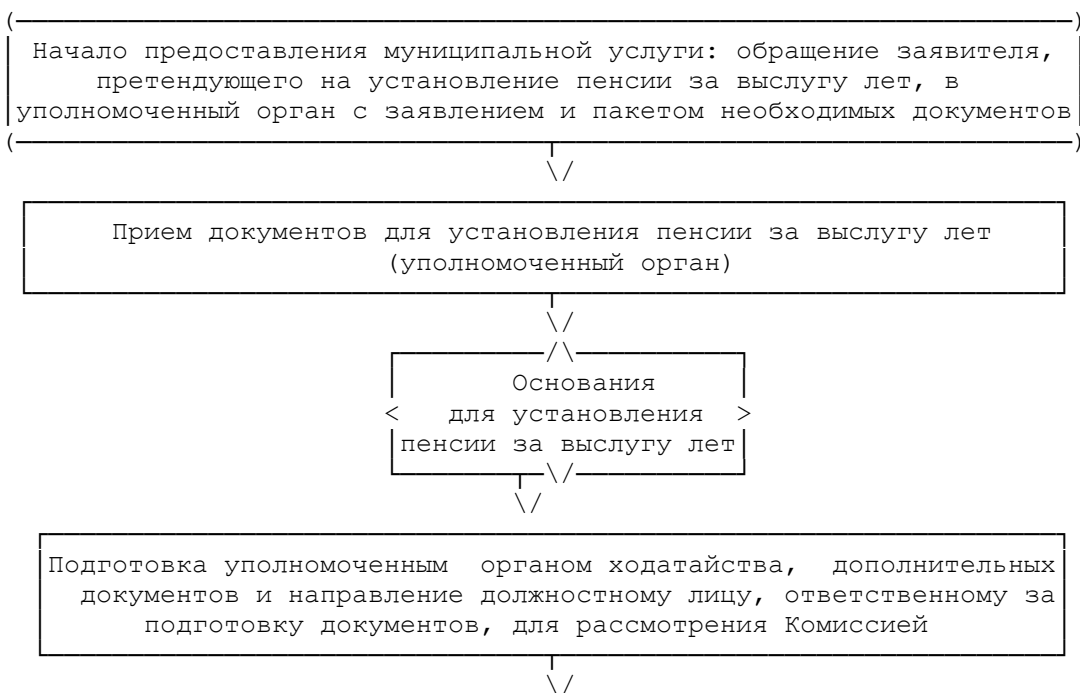 Начало предоставления муниципальной услуги: обращение заявителя,
претендующего на установление пенсии за выслугу лет, в
уполномоченный орган с заявлением и пакетом необходимых документов
Прием документов для установления пенсии за выслугу лет
(уполномоченный орган)
Основания
для установления
пенсии за выслугу лет
Подготовка уполномоченным органом ходатайства, дополнительных
документов и направление должностному лицу, ответственному за
подготовку документов, для рассмотрения Комиссией